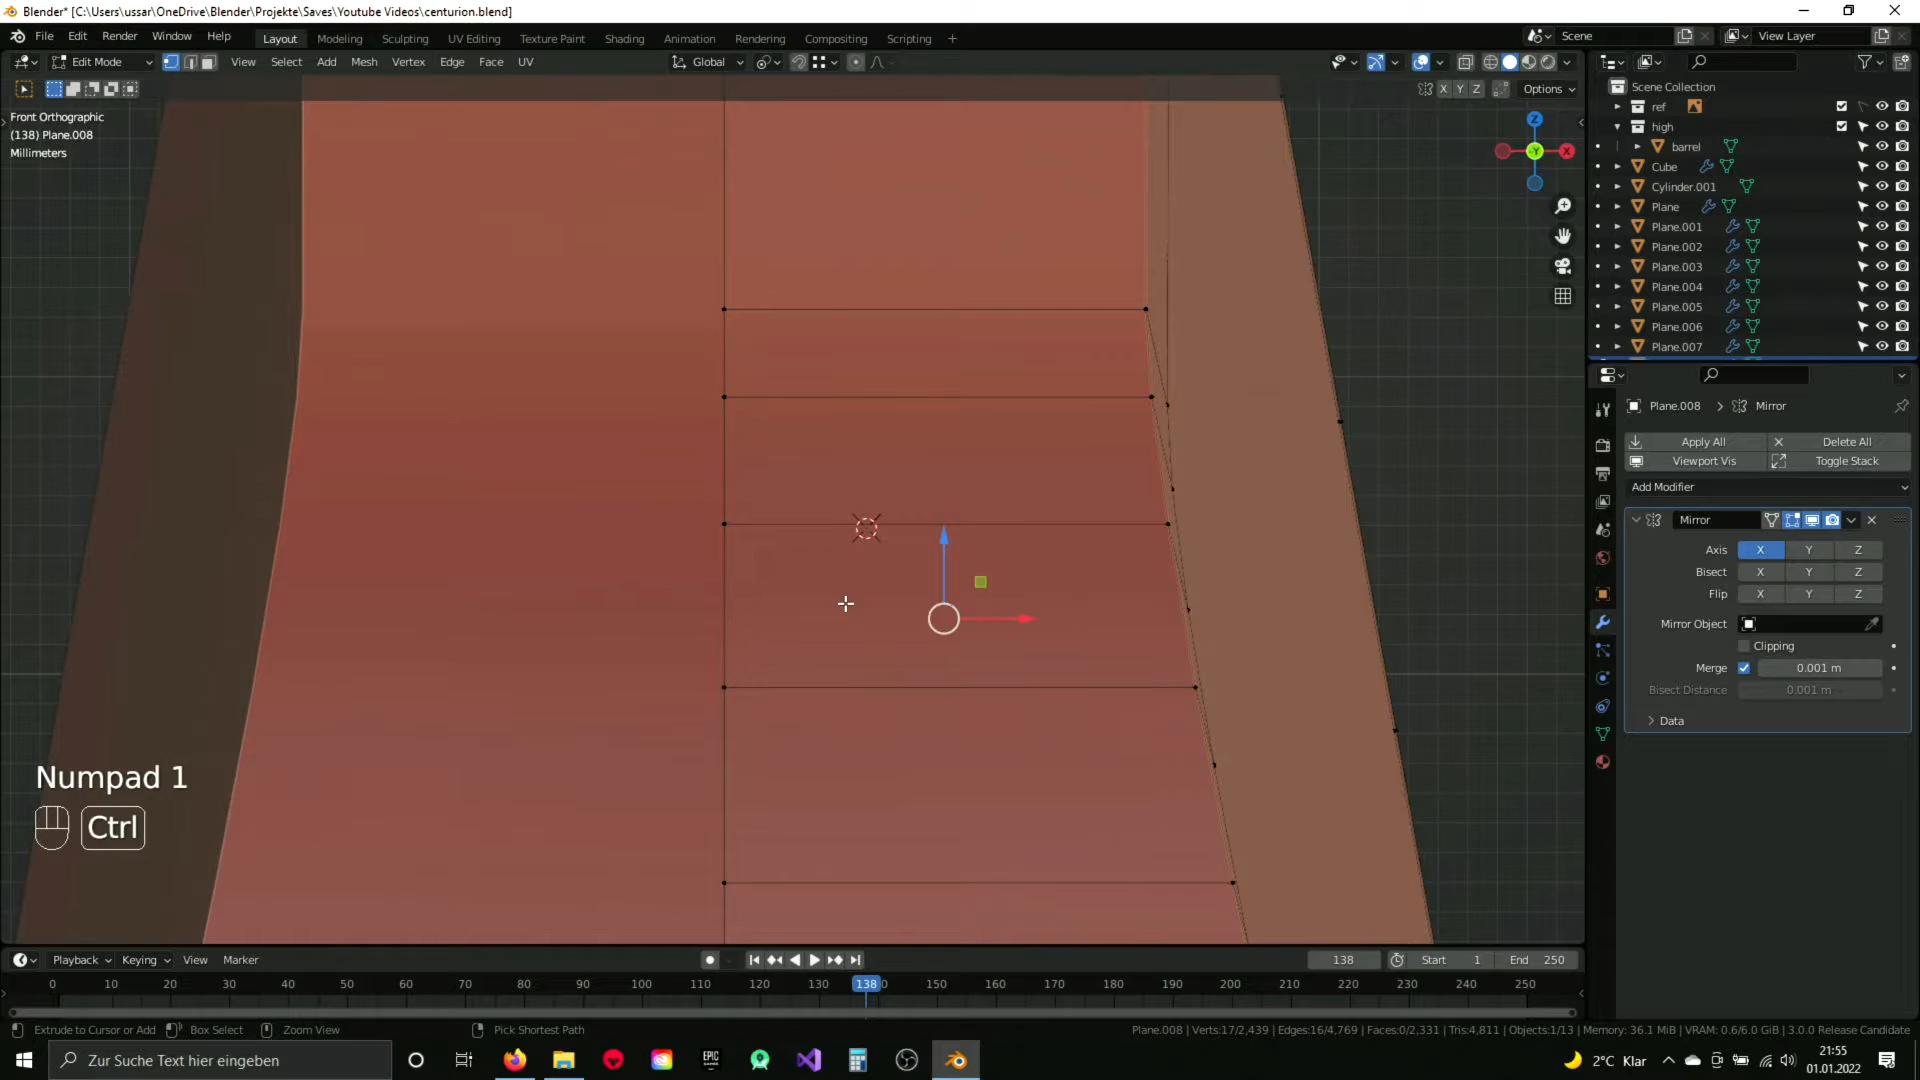 Blender* [C:\Users\ussar\OneDrive\Blender\Projekte\Saves\Youtube Videos\centurion.blend]
File Edit Render Window Help Layout Modeling Sculpting UV Editing Texture Paint Shading Animation Rendering Compositing Scripting + Scene View Layer
Edit Mode View Select Add Mesh Vertex Edge Face UV Global
X Y Z Options
Front Orthographic
(138) Plane.008
Millimeters
Z
-Y X
Scene Collection
ref
high
barrel
Cube
Cylinder.001
Plane
Plane.001
Plane.002
Plane.003
Plane.004
Plane.005
Plane.006
Plane.007
Plane.008 > Mirror
Apply All Delete All
Viewport Vis Toggle Stack
Add Modifier
Mirror
Axis X Y Z
Bisect X Y Z
Flip X Y Z
Mirror Object
Clipping
Merge 0.001 m
Bisect Distance 0.001 m
Data
Numpad 1
Ctrl
Playback Keying View Marker 138 Start 1 End 250
0 10 20 30 40 50 60 70 80 90 100 110 120 130 138 0 150 160 170 180 190 200 210 220 230 240 250
Extrude to Cursor or Add Box Select Zoom View Pick Shortest Path Plane.008 | Verts:17/2,439 | Edges:16/4,769 | Faces:0/2,331 | Tris:4,811 | Objects:1/13 | Memory: 36.1 MiB | VRAM: 0.6/6.0 GiB | 3.0.0 Release Candidate
Zur Suche Text hier eingeben EPIC GAMES 2°C Klar 21:55
01.01.2022